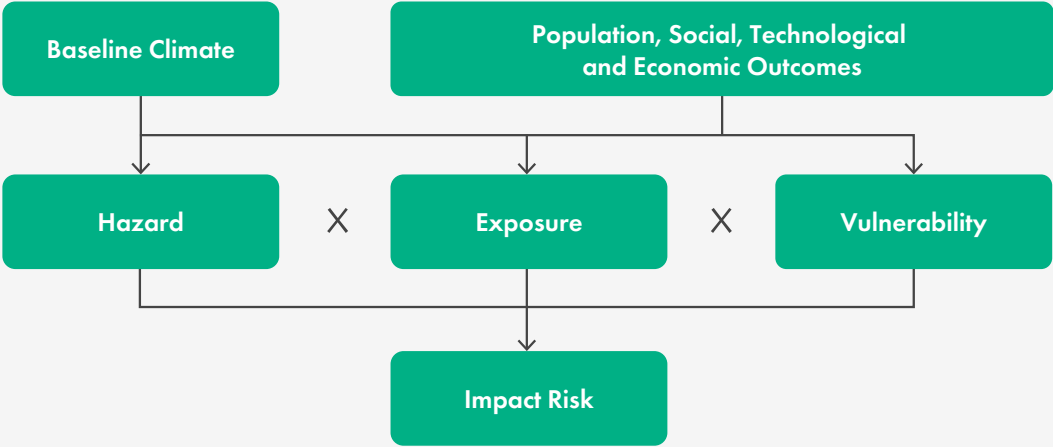 Baseline Climate
Population, Social, Technological
and Economic Outcomes
Hazard
X
Exposure
X
Vulnerability
Impact Risk